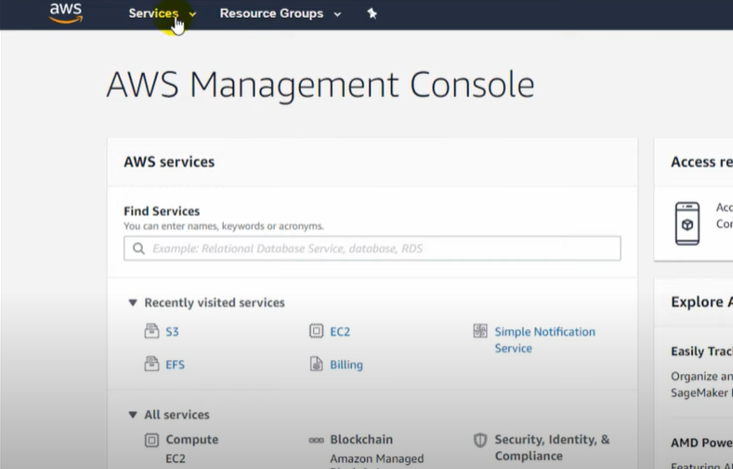 aws
Services Resource Groups
AWS Management Console
AWS services
Find Services
You can enter names, keywords or acronyms.
Example: Relational Database Service, database, RDS
Recently visited services
S3 EC2 Simple Notification
Service
EFS Billing
All services
Compute Blockchain Security, Identity, &
EC2 Amazon Managed Compliance
Access re
Acc
Con
Explore A
Easily Trac
Organize an
SageMaker
AMD Powe